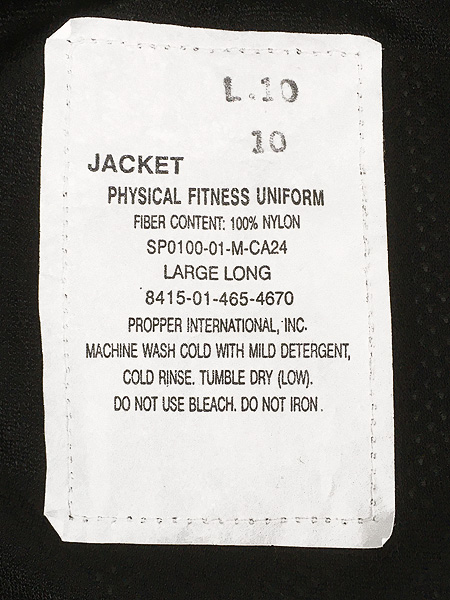 L.10
10
JACKET
PHYSICAL FITNESS UNIFORM
FIBER CONTENT: 100% NYLON
SP0100-01-M-CA24
LARGE LONG
8415-01-465-4670
PROPPER INTERNATIONAL, INC.
MACHINE WASH COLD WITH MILD DETERGENT,
COLD RINSE. TUMBLE DRY (LOW).
DO NOT USE BLEACH. DO NOT IRON.